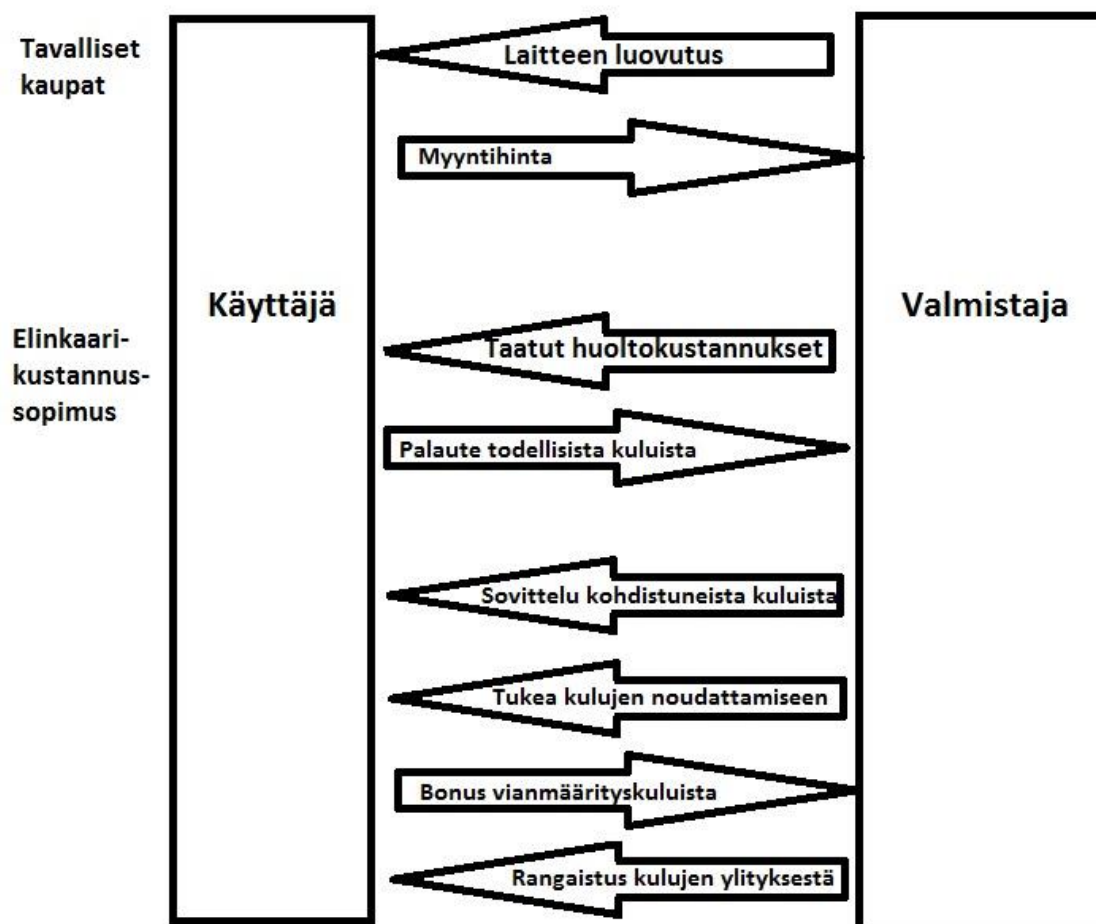 Tavalliset
kaupat
Laitteen luovutus
Myyntihinta
Käyttäjä
Valmistaja
Elinkaari-
kustannus-
sopimus
Taatut huoltokustannukset
Palaute todellisista kuluista
Sovittelu kohdistuneista kuluista
Tukea kulujen noudattamiseen
Bonus vianmäärityskuluista
Rangaistus kulujen ylityksestä